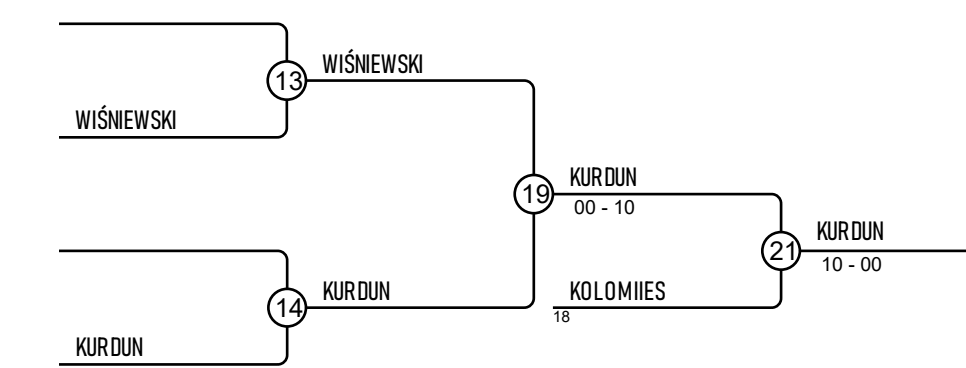 WIŚNIEWSKI
13
WIŚNIEWSKI
KURDUN
19
00 - 10
KURDUN
21
10 - 00
KURDUN
KOLOMIIES
14
18
KURDUN